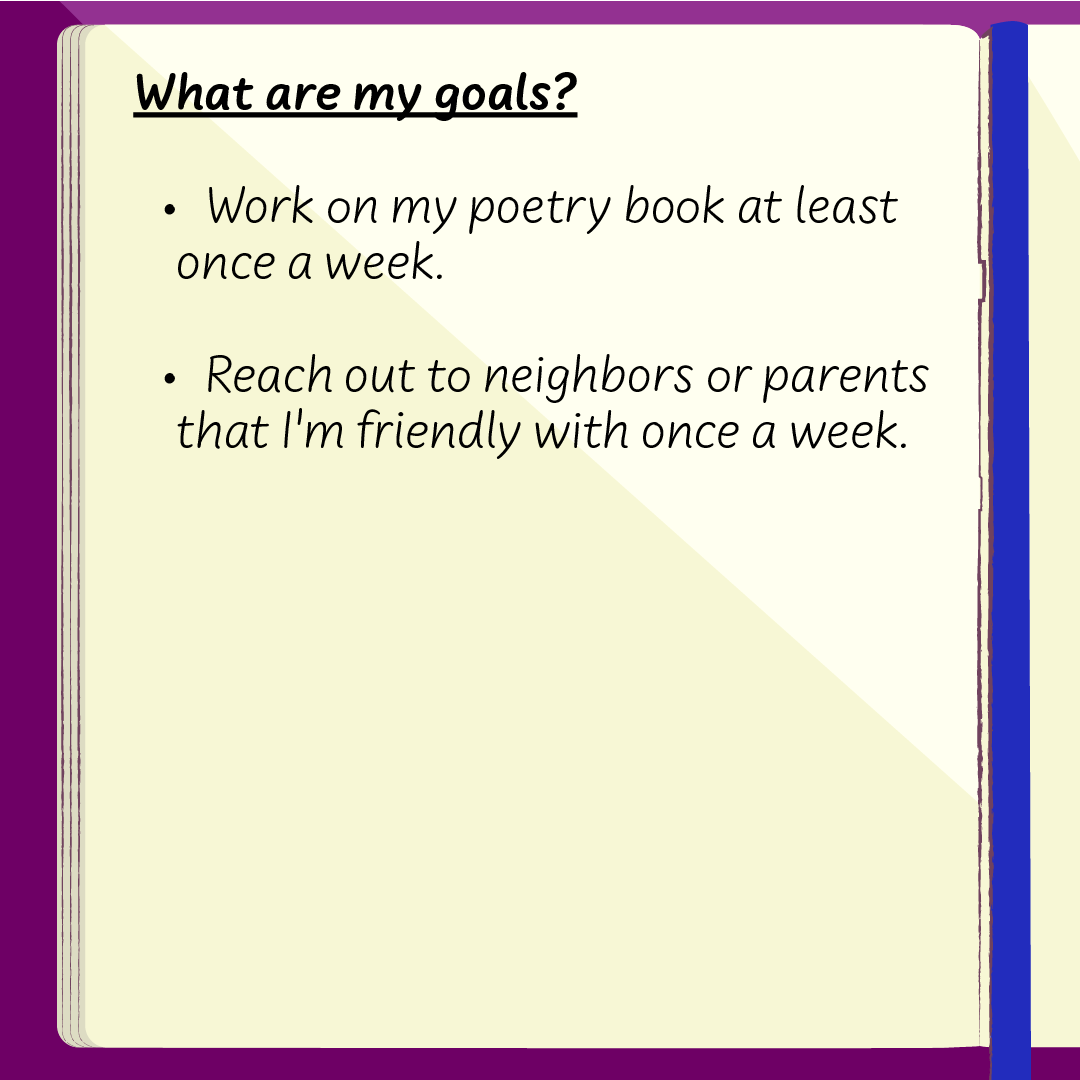 What are my goals?
• Work on my poetry book at least
once a week.
• Reach out to neighbors or parents
that I'm friendly with once a week.